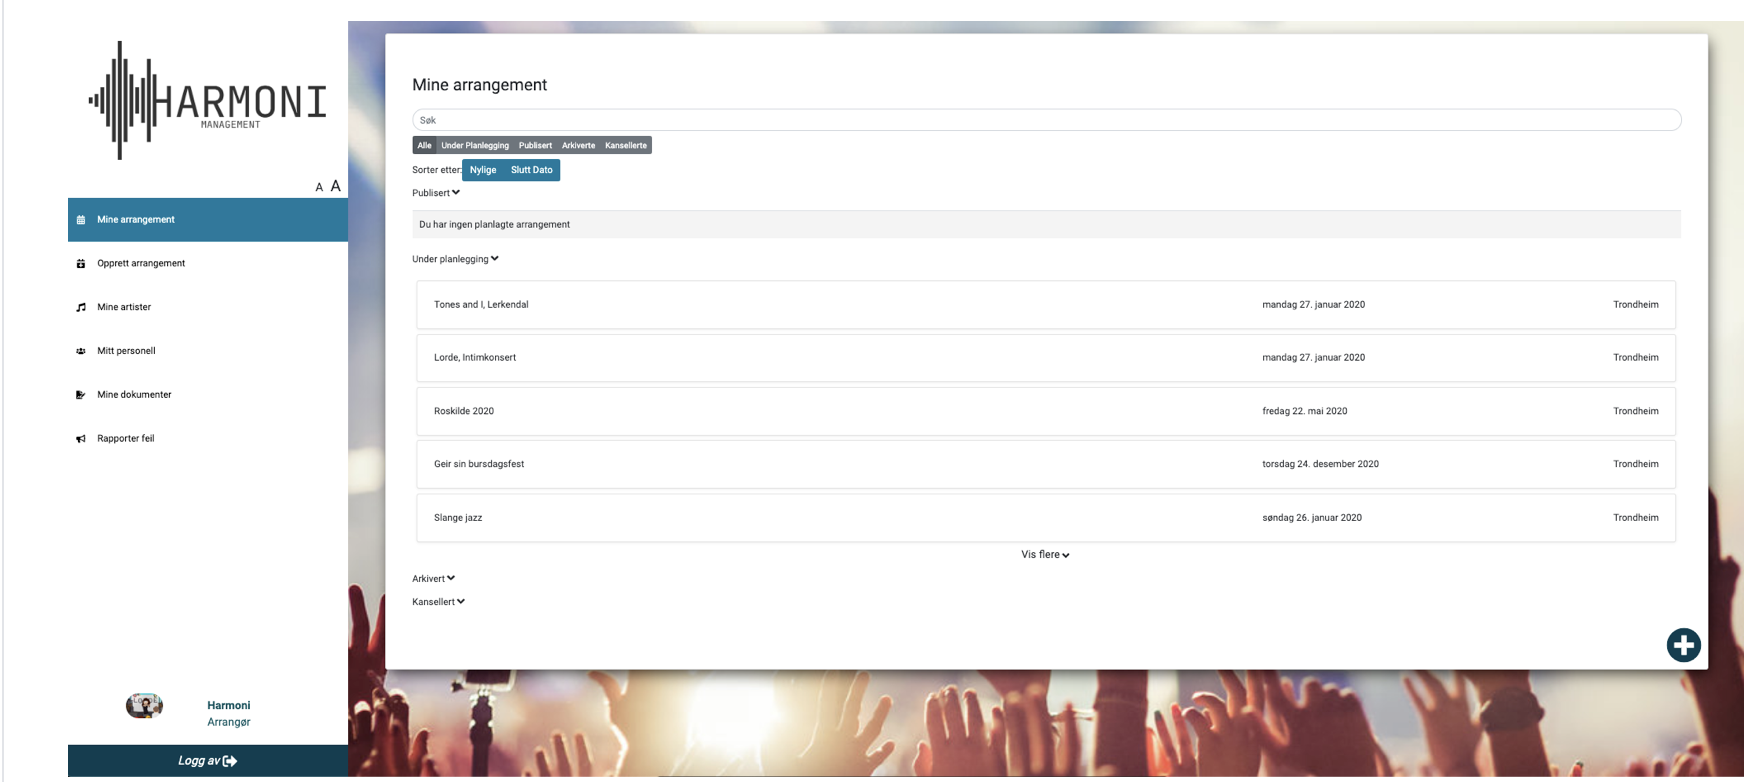 HARMONI
MANAGEMENT
A A
Mine arrangement
Opprett arrangement
Mine artister
Mitt personell
Mine dokumenter
Rapporter feil
Harmoni
Arrangør
Logg av
Mine arrangement
Søk
Alle Under Planlegging Publisert Arkiverte Kansellerte
Sorter etter: Nylige Slutt Dato
Publisert
Du har ingen planlagte arrangement
Under planlegging
Tones and I, Lerkendal mandag 27. januar 2020 Trondheim
Lorde, Intimkonsert mandag 27. januar 2020 Trondheim
Roskilde 2020 fredag 22. mai 2020 Trondheim
Geir sin bursdagsfest torsdag 24. desember 2020 Trondheim
Slange jazz søndag 26. januar 2020 Trondheim
Vis flere
Arkivert
Kansellert